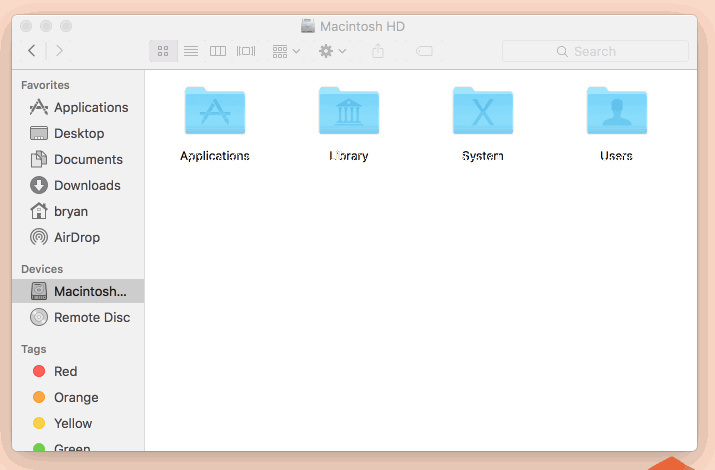 Macintosh HD
Search
Favorites
Applications
Desktop
Documents
Downloads
bryan
AirDrop
Devices
Macintosh...
Remote Disc
Tags
Red
Orange
Yellow
Green
Applications
Library
System
Users